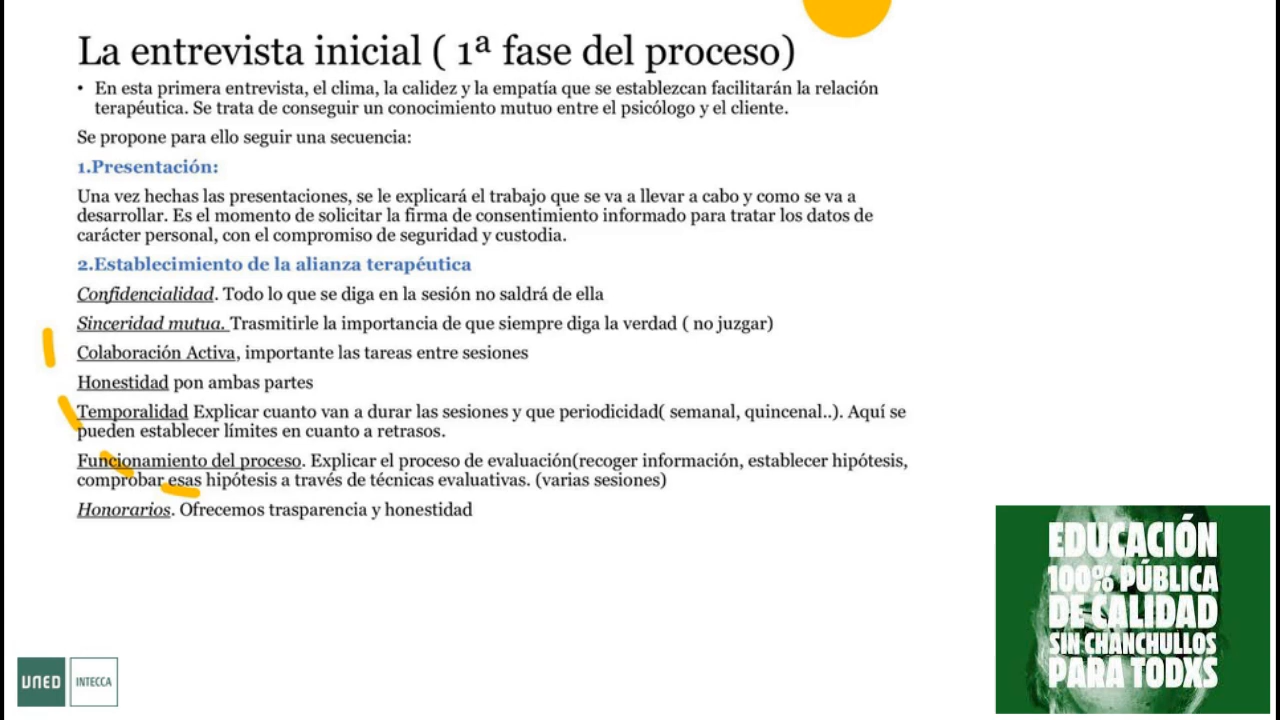 La entrevista inicial ( 1ª fase del proceso)
• En esta primera entrevista, el clima, la calidez y la empatía que se establezcan facilitarán la relación
terapéutica. Se trata de conseguir un conocimiento mutuo entre el psicólogo y el cliente.
Se propone para ello seguir una secuencia:
1.Presentación:
Una vez hechas las presentaciones, se le explicará el trabajo que se va a llevar a cabo y como se va a
desarrollar. Es el momento de solicitar la firma de consentimiento informado para tratar los datos de
carácter personal, con el compromiso de seguridad y custodia.
2.Establecimiento de la alianza terapéutica
Confidencialidad. Todo lo que se diga en la sesión no saldrá de ella
Sinceridad mutua. Trasmitirle la importancia de que siempre diga la verdad ( no juzgar)
Colaboración Activa, importante las tareas entre sesiones
Honestidad pon ambas partes
Temporalidad Explicar cuanto van a durar las sesiones y que periodicidad( semanal, quincenal..). Aquí se
pueden establecer límites en cuanto a retrasos.
Funcionamiento del proceso. Explicar el proceso de evaluación(recoger información, establecer hipótesis,
comprobar esas hipótesis a través de técnicas evaluativas. (varias sesiones)
Honorarios. Ofrecemos trasparencia y honestidad
EDUCACIÓN
100% PÚBLICA
DE CALIDAD
SIN CHANCHULLOS
PARA TODXS
UNED INTECCA